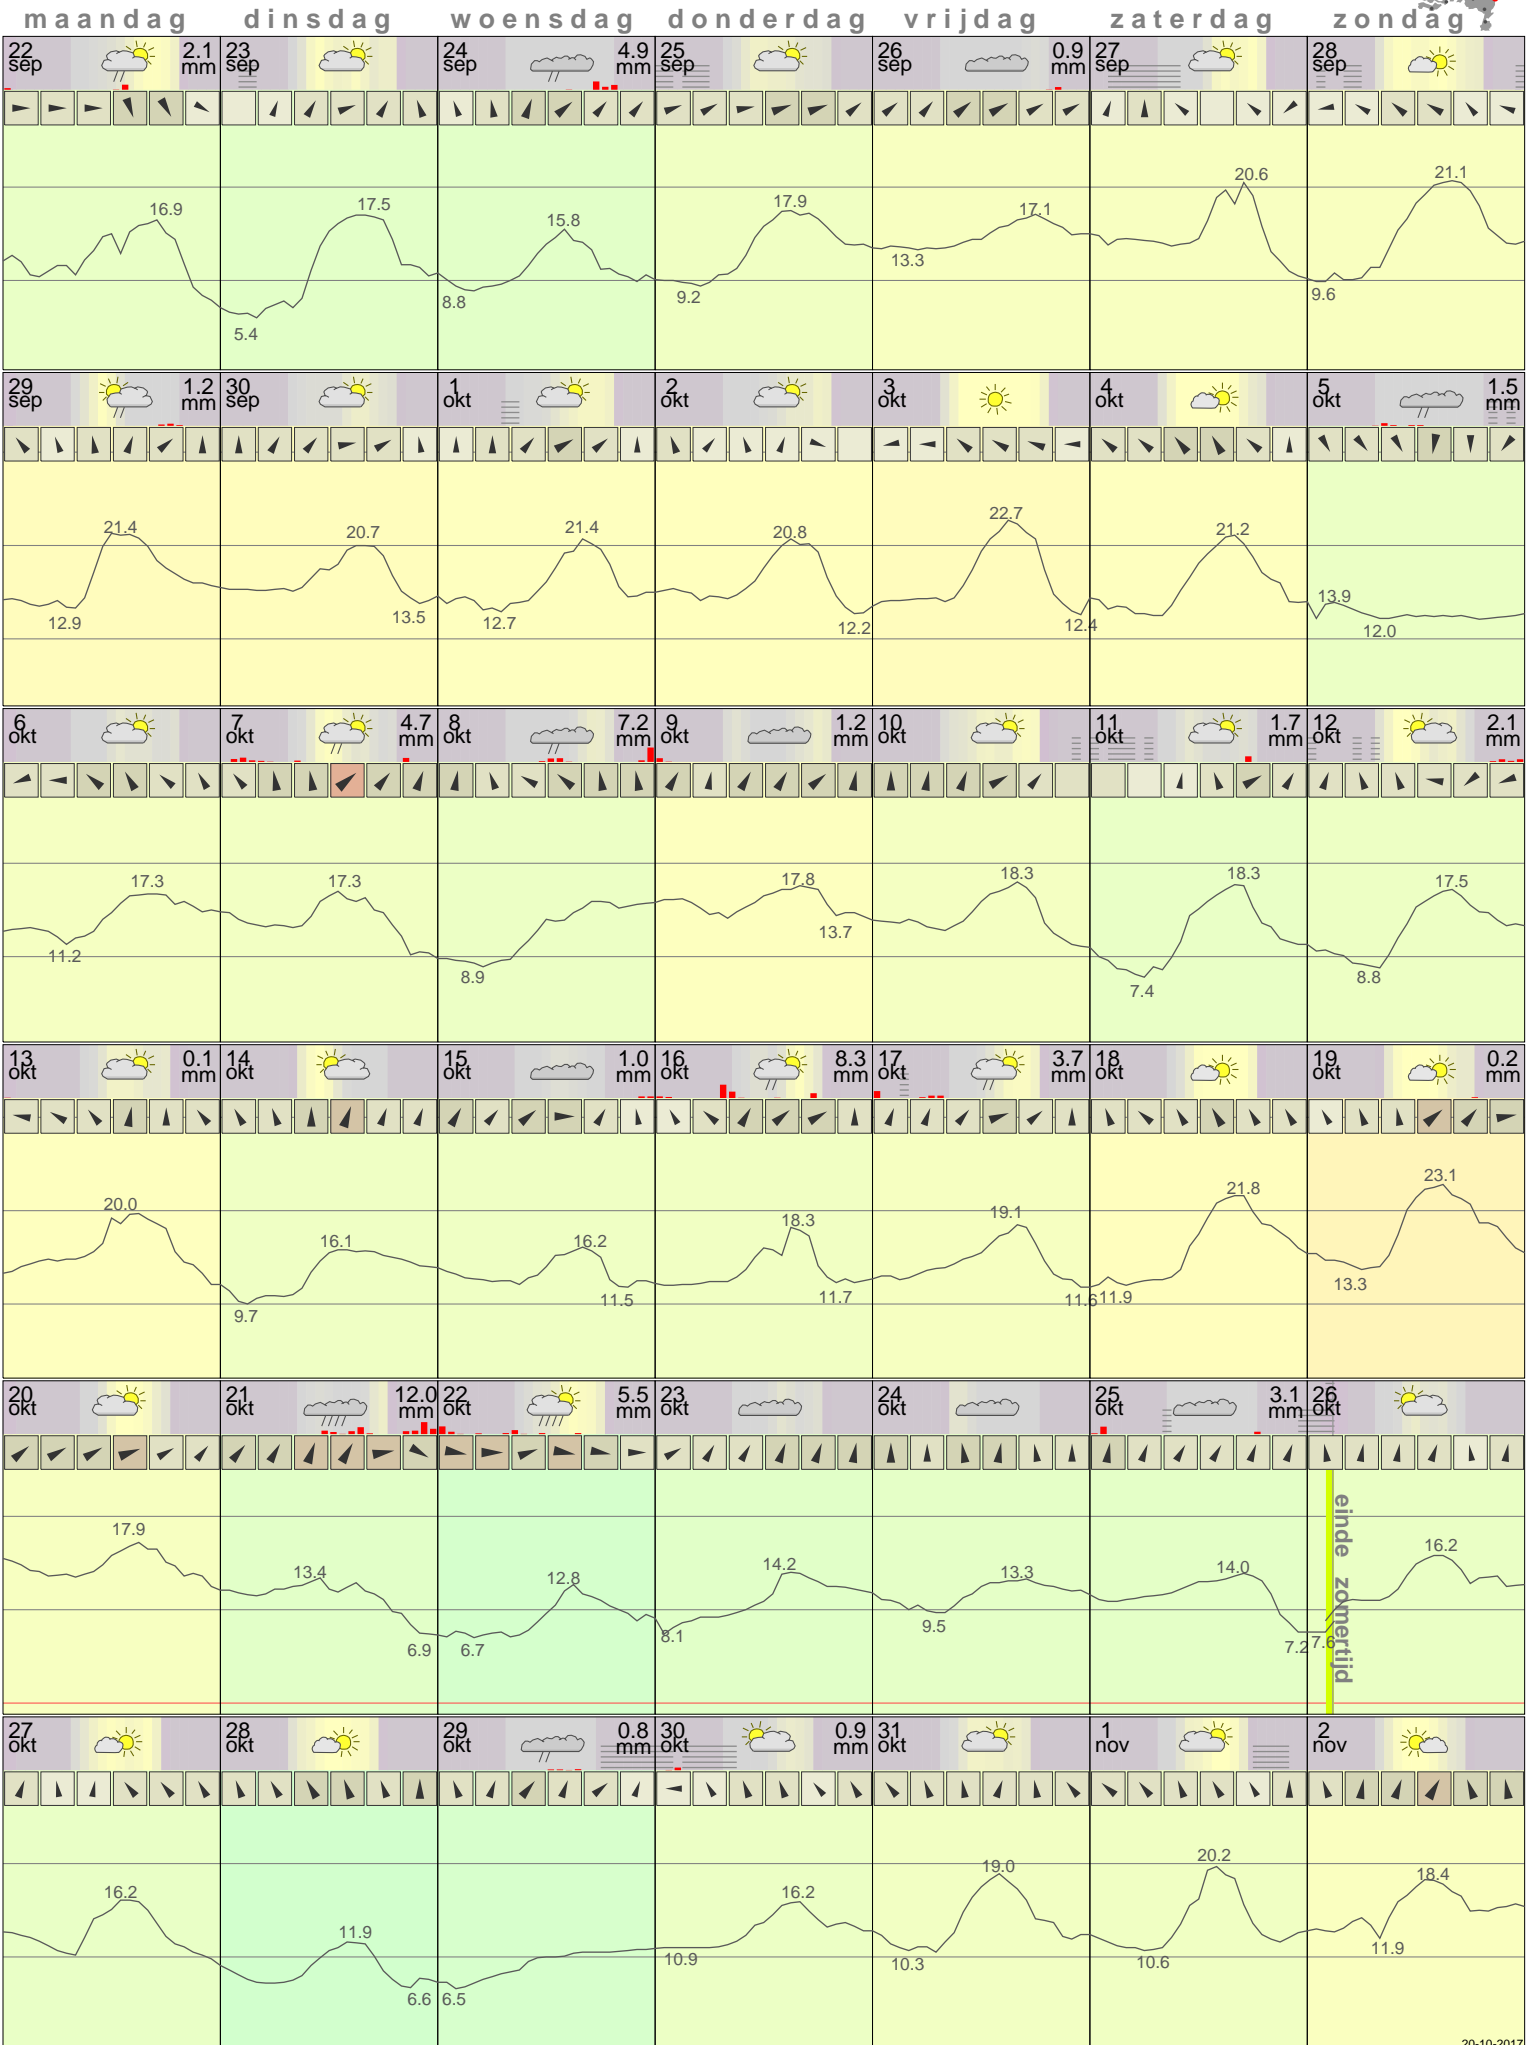 maandag dinsdag woensdag donderdag vrijdag zaterdag zondag
22 sep 2.1 mm 23 sep 24 sep 4.9 mm 25 sep 26 sep 0.9 mm 27 sep 28 sep
16.9 5.4 17.5 8.8 15.8 9.2 17.9 13.3 17.1 20.6 9.6 21.1
29 sep 1.2 mm 30 sep 1 okt 2 okt 3 okt 4 okt 5 okt 1.5 mm
12.9 21.4 20.7 13.5 12.7 21.4 20.8 12.2 22.7 12.4 21.2 13.9 12.0
6 okt 7 okt 4.7 mm 8 okt 7.2 mm 9 okt 1.2 mm 10 okt 11 okt 1.7 mm 12 okt 2.1 mm
11.2 17.3 17.3 8.9 17.8 13.7 18.3 7.4 18.3 8.8 17.5
13 okt 0.1 mm 14 okt 15 okt 1.0 mm 16 okt 8.3 mm 17 okt 3.7 mm 18 okt 19 okt 0.2 mm
20.0 9.7 16.1 16.2 11.5 18.3 11.7 19.1 11.6 11.9 21.8 13.3 23.1
20 okt 21 okt 12.0 mm 22 okt 5.5 mm 23 okt 24 okt 25 okt 3.1 mm 26 okt
17.9 13.4 6.9 6.7 12.8 8.1 14.2 9.5 13.3 14.0 7.2 7.6 16.2
einde zomertijd
27 okt 28 okt 29 okt 0.8 mm 30 okt 0.9 mm 31 okt 1 nov 2 nov
16.2 11.9 6.6 6.5 10.9 16.2 10.3 19.0 10.6 20.2 11.9 18.4
20-10-2017